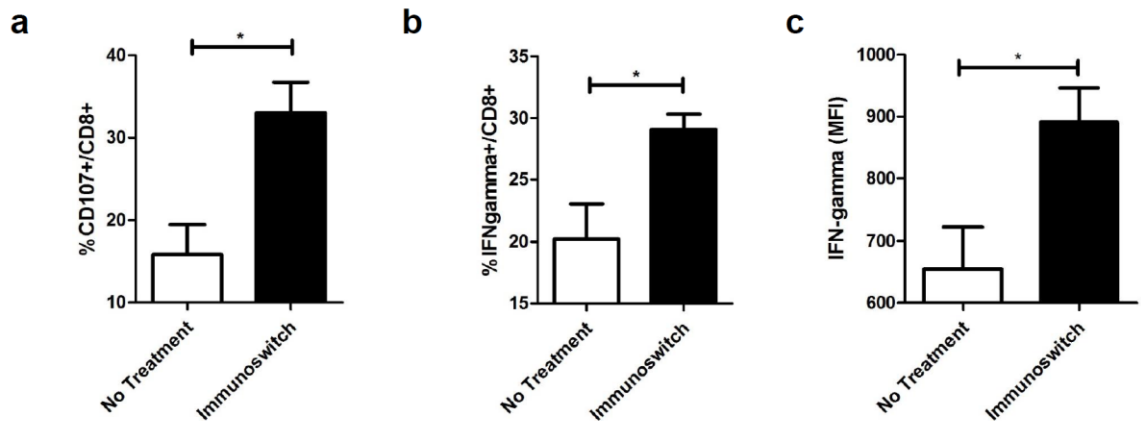 a
%CD107+/CD8+
40
30
20
10
*
No Treatment
Immunoswitch
b
%IFNgamma+/CD8+
35
30
25
20
15
*
No Treatment
Immunoswitch
c
IFN-gamma (MFI)
1000
900
800
700
600
*
No Treatment
Immunoswitch